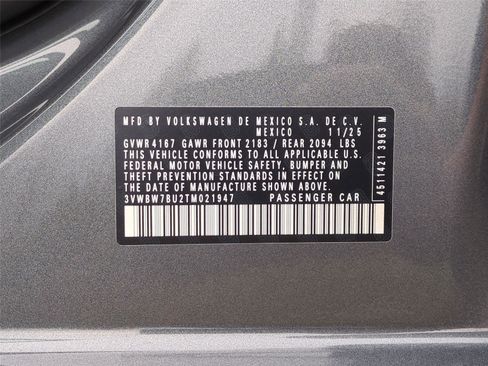 MFD BY VOLKSWAGEN DE MEXICO S.A. DE C.V.
MEXICO 11/25
GVWR 4167 GAWR FRONT 2183 / REAR 2094 LBS
THIS VEHICLE CONFORMS TO ALL APPLICABLE
FEDERAL MOTOR VEHICLE SAFETY, BUMPER AND
THEFT PREVENTION STANDARDS IN EFFECT ON
THE DATE OF MANUFACTURE SHOWN ABOVE.
3VWBW7BU2TM021947 PASSENGER CAR
4511421 3963 M